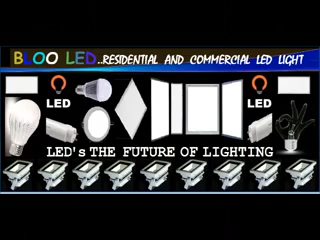 BLOO LED..RESIDENTIAL AND COMMERCIAL LED LIGHT
LED
LED
LED's THE FUTURE OF LIGHTING